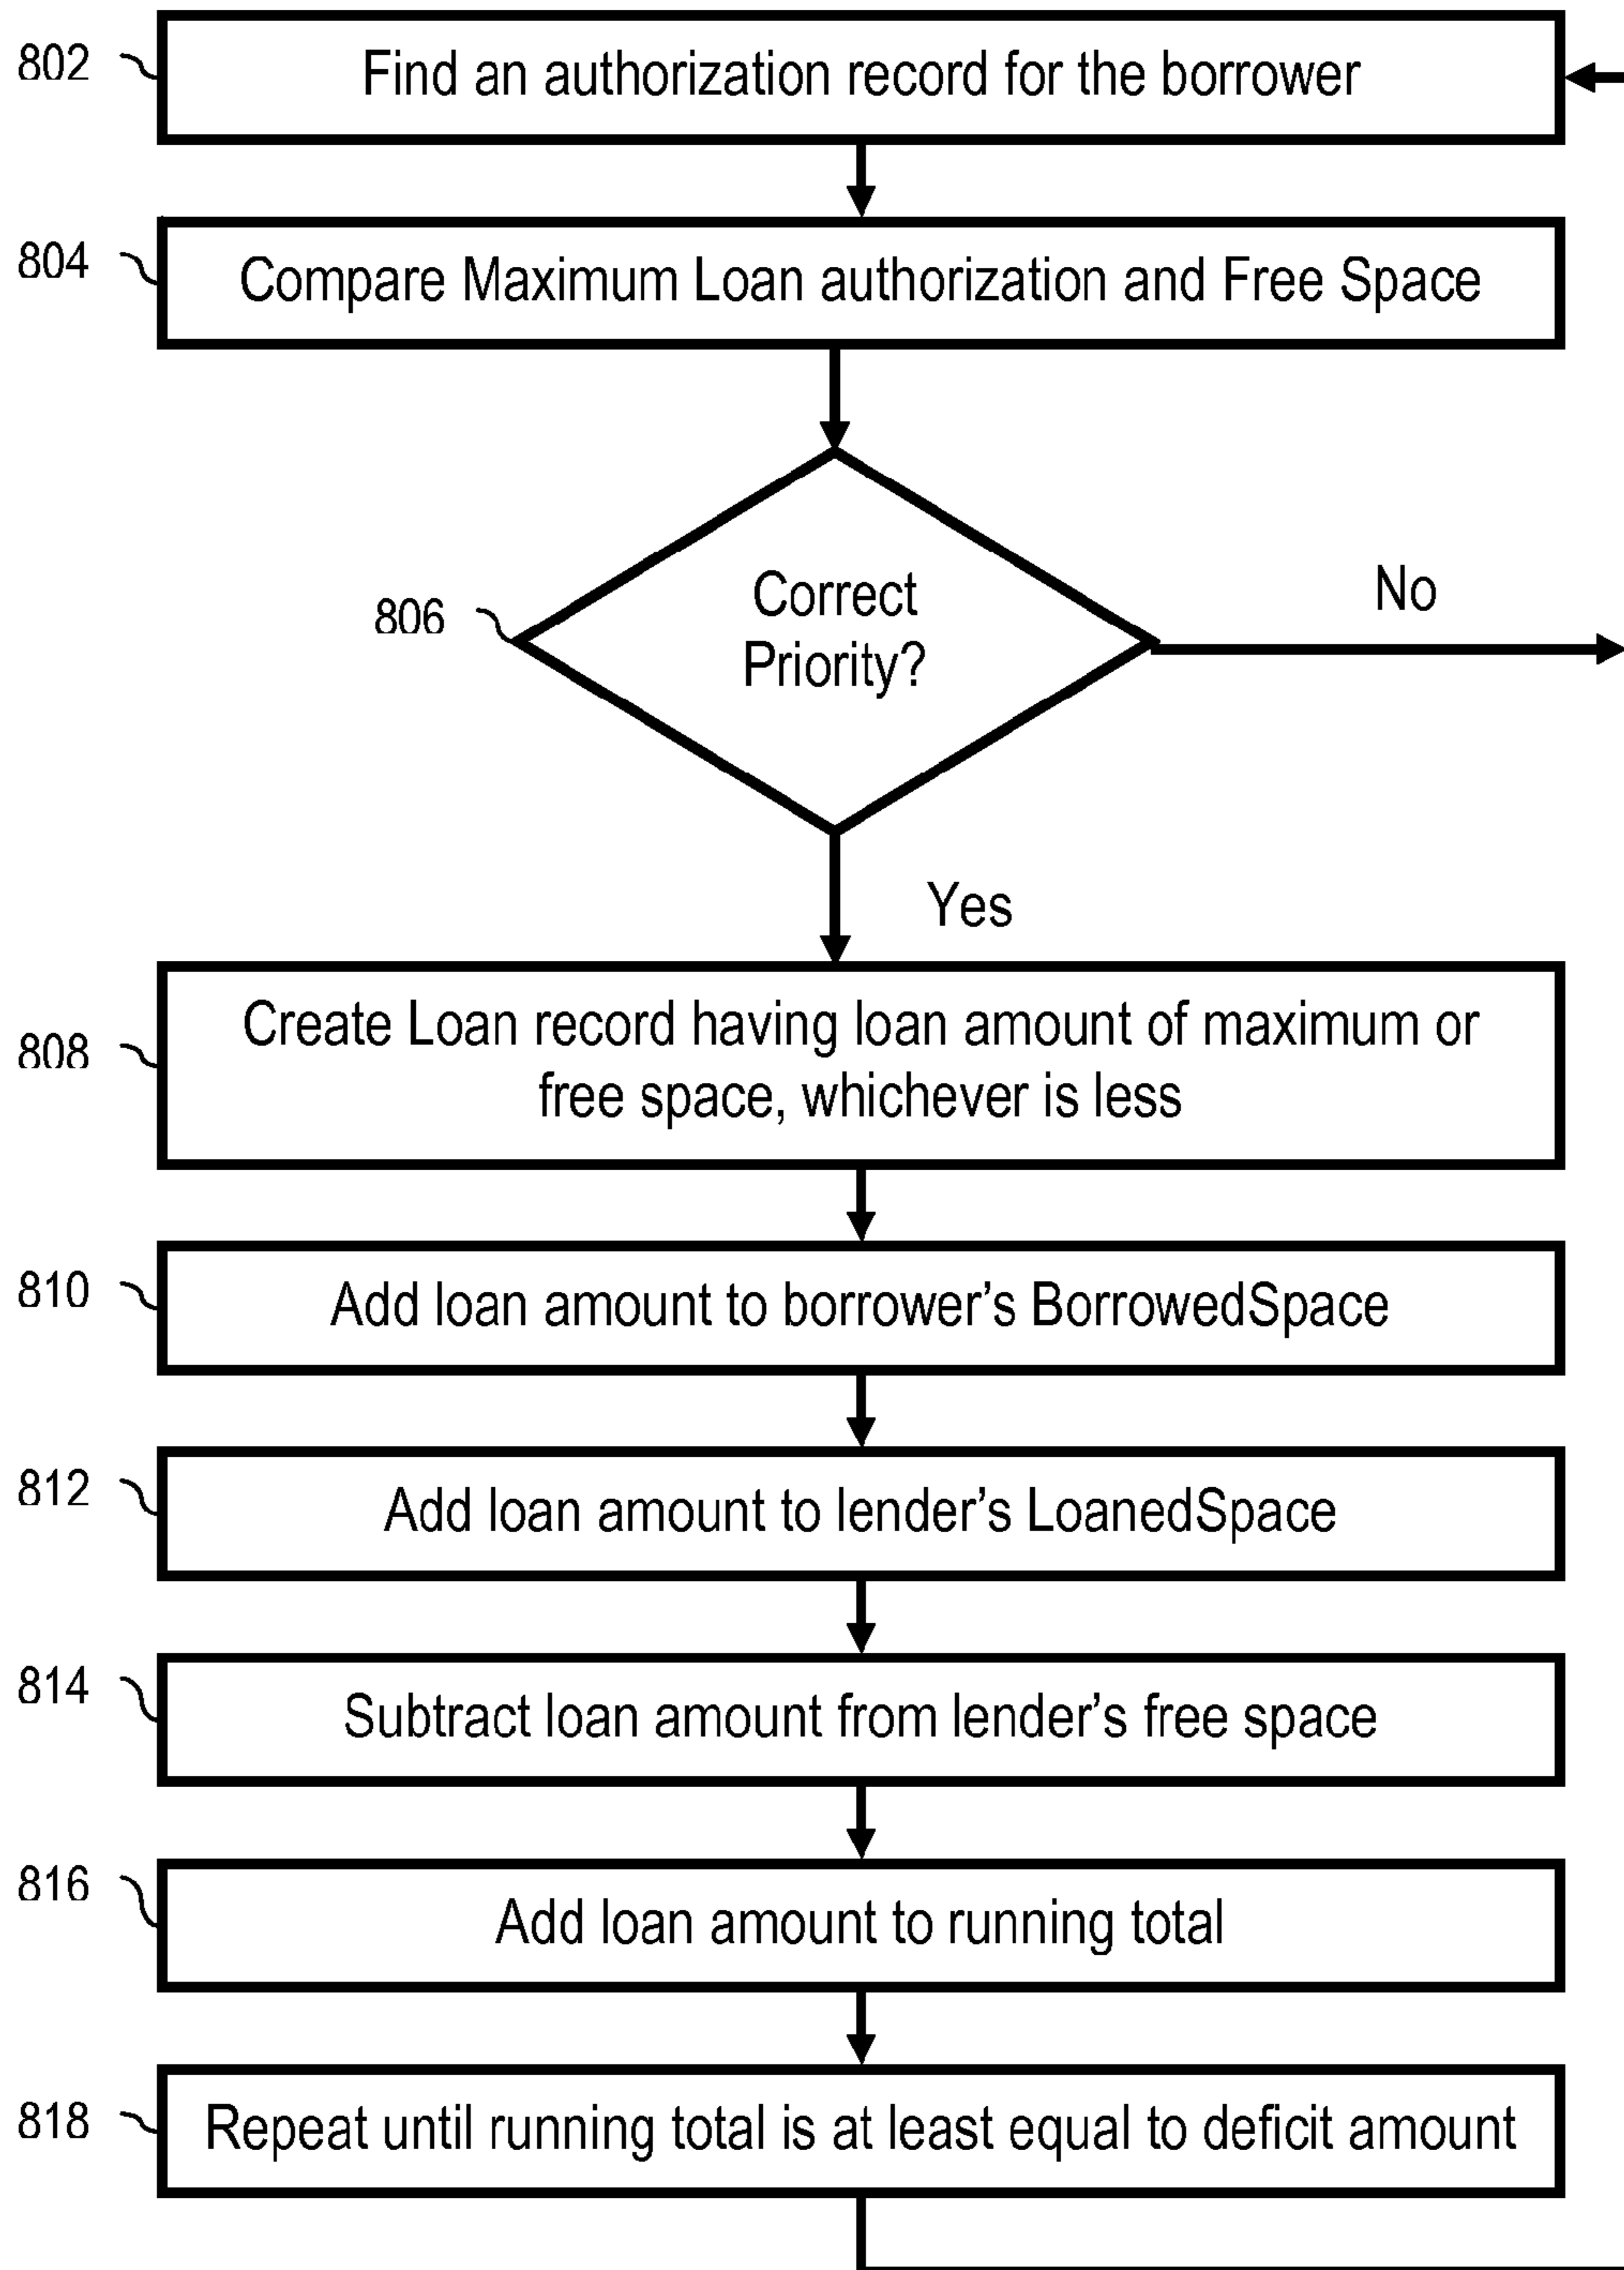 802
Find an authorization record for the borrower
804
Compare Maximum Loan authorization and Free Space
806
Correct
Priority?
No
Yes
808
Create Loan record having loan amount of maximum or
free space, whichever is less
810
Add loan amount to borrower's BorrowedSpace
812
Add loan amount to lender's LoanedSpace
814
Subtract loan amount from lender's free space
816
Add loan amount to running total
818
Repeat until running total is at least equal to deficit amount